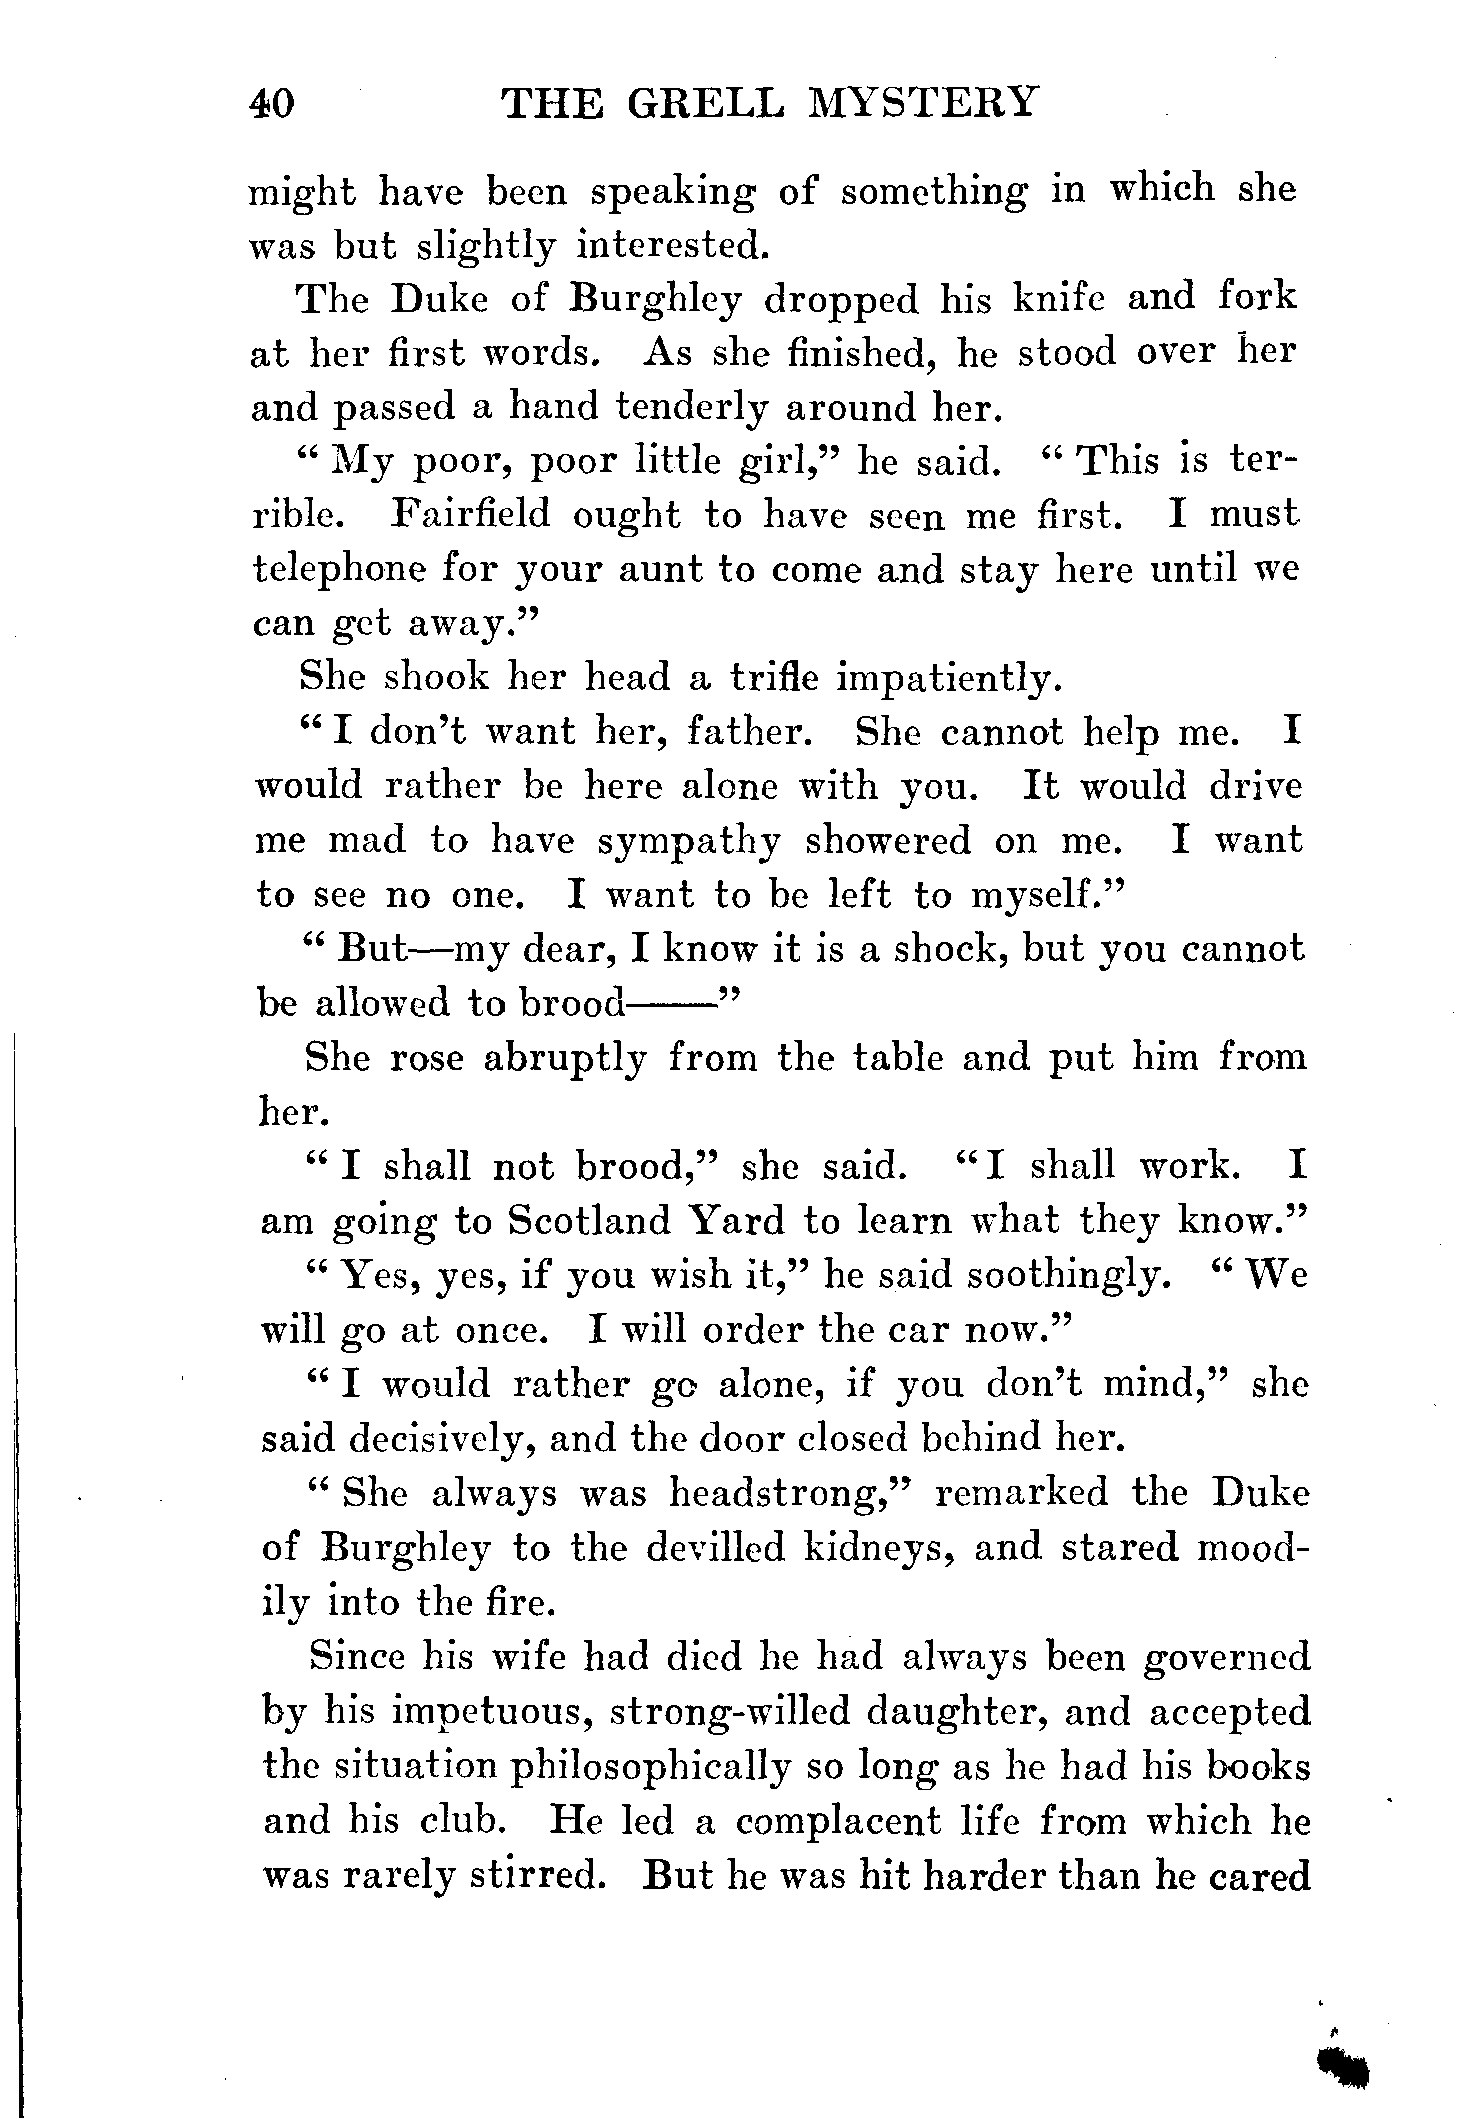 40 THE GRELL MYSTERY
might have been speaking of something in which she
was but slightly interested.
The Duke of Burghley dropped his knife and fork
at her first words. As she finished, he stood over her
and passed a hand tenderly around her.
“ My poor, poor little girl,” he said. “ This is ter-
rible. Fairfield ought to have seen me first. I must
telephone for your aunt to come and stay here until we
can get away.”
She shook her head a trifle impatiently.
“ I don’t want her, father. She cannot help me. I
would rather be here alone with you. It would drive
me mad to have sympathy showered on me. I want
to see no one. I want to be left to myself.”
“ But—my dear, I know it is a shock, but you cannot
be allowed to brood——”
She rose abruptly from the table and put him from
her.
“ I shall not brood,” she said. “ I shall work. I
am going to Scotland Yard to learn what they know.”
“ Yes, yes, if you wish it,” he said soothingly. “ We
will go at once. I will order the car now.”
“ I would rather go alone, if you don’t mind,” she
said decisively, and the door closed behind her.
“ She always was headstrong,” remarked the Duke
of Burghley to the devilled kidneys, and stared mood-
ily into the fire.
Since his wife had died he had always been governed
by his impetuous, strong-willed daughter, and accepted
the situation philosophically so long as he had his books
and his club. He led a complacent life from which he
was rarely stirred. But he was hit harder than he cared